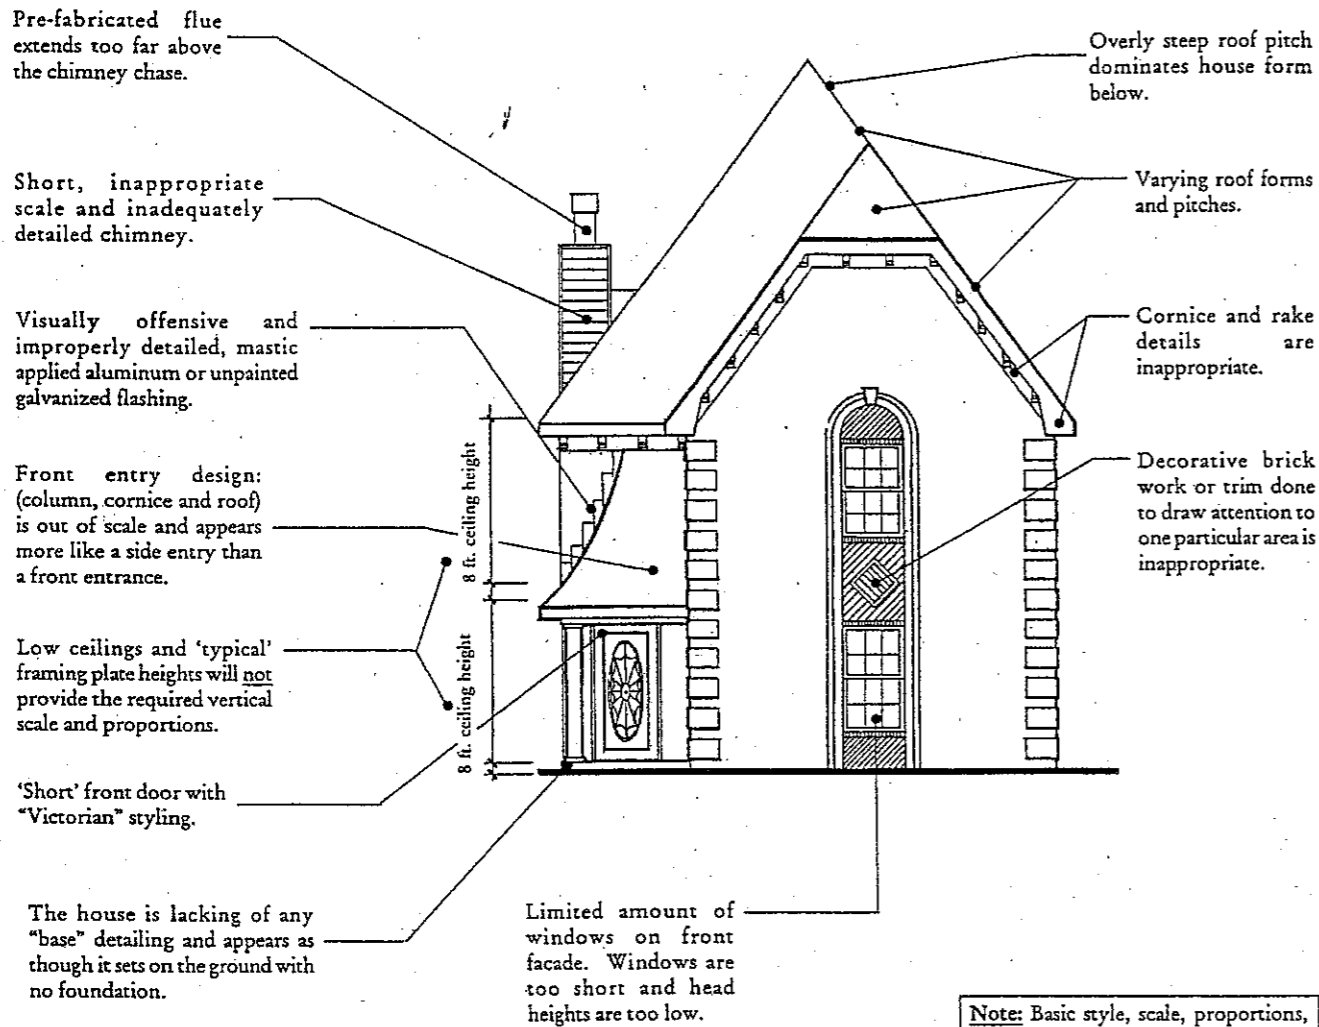 Pre-fabricated flue
extends too far above
the chimney chase.
Short, inappropriate
scale and inadequately
detailed chimney.
Visually offensive and
improperly detailed, mastic
applied aluminum or unpainted
galvanized flashing.
Front entry design:
(column, cornice and roof)
is out of scale and appears
more like a side entry than
a front entrance.
Low ceilings and ‘typical’
framing plate heights will not
provide the required vertical
scale and proportions.
‘Short’ front door with
“Victorian” styling.
The house is lacking of any
“base” detailing and appears as
though it sets on the ground with
no foundation.
8 ft. ceiling height
8 ft. ceiling height
Limited amount of
windows on front
facade. Windows are
too short and head
heights are too low.
Overly steep roof pitch
dominates house form
below.
Varying roof forms
and pitches.
Cornice and rake
details are
inappropriate.
Decorative brick
work or trim done
to draw attention to
one particular area is
inappropriate.
Note: Basic style, scale, proportions,